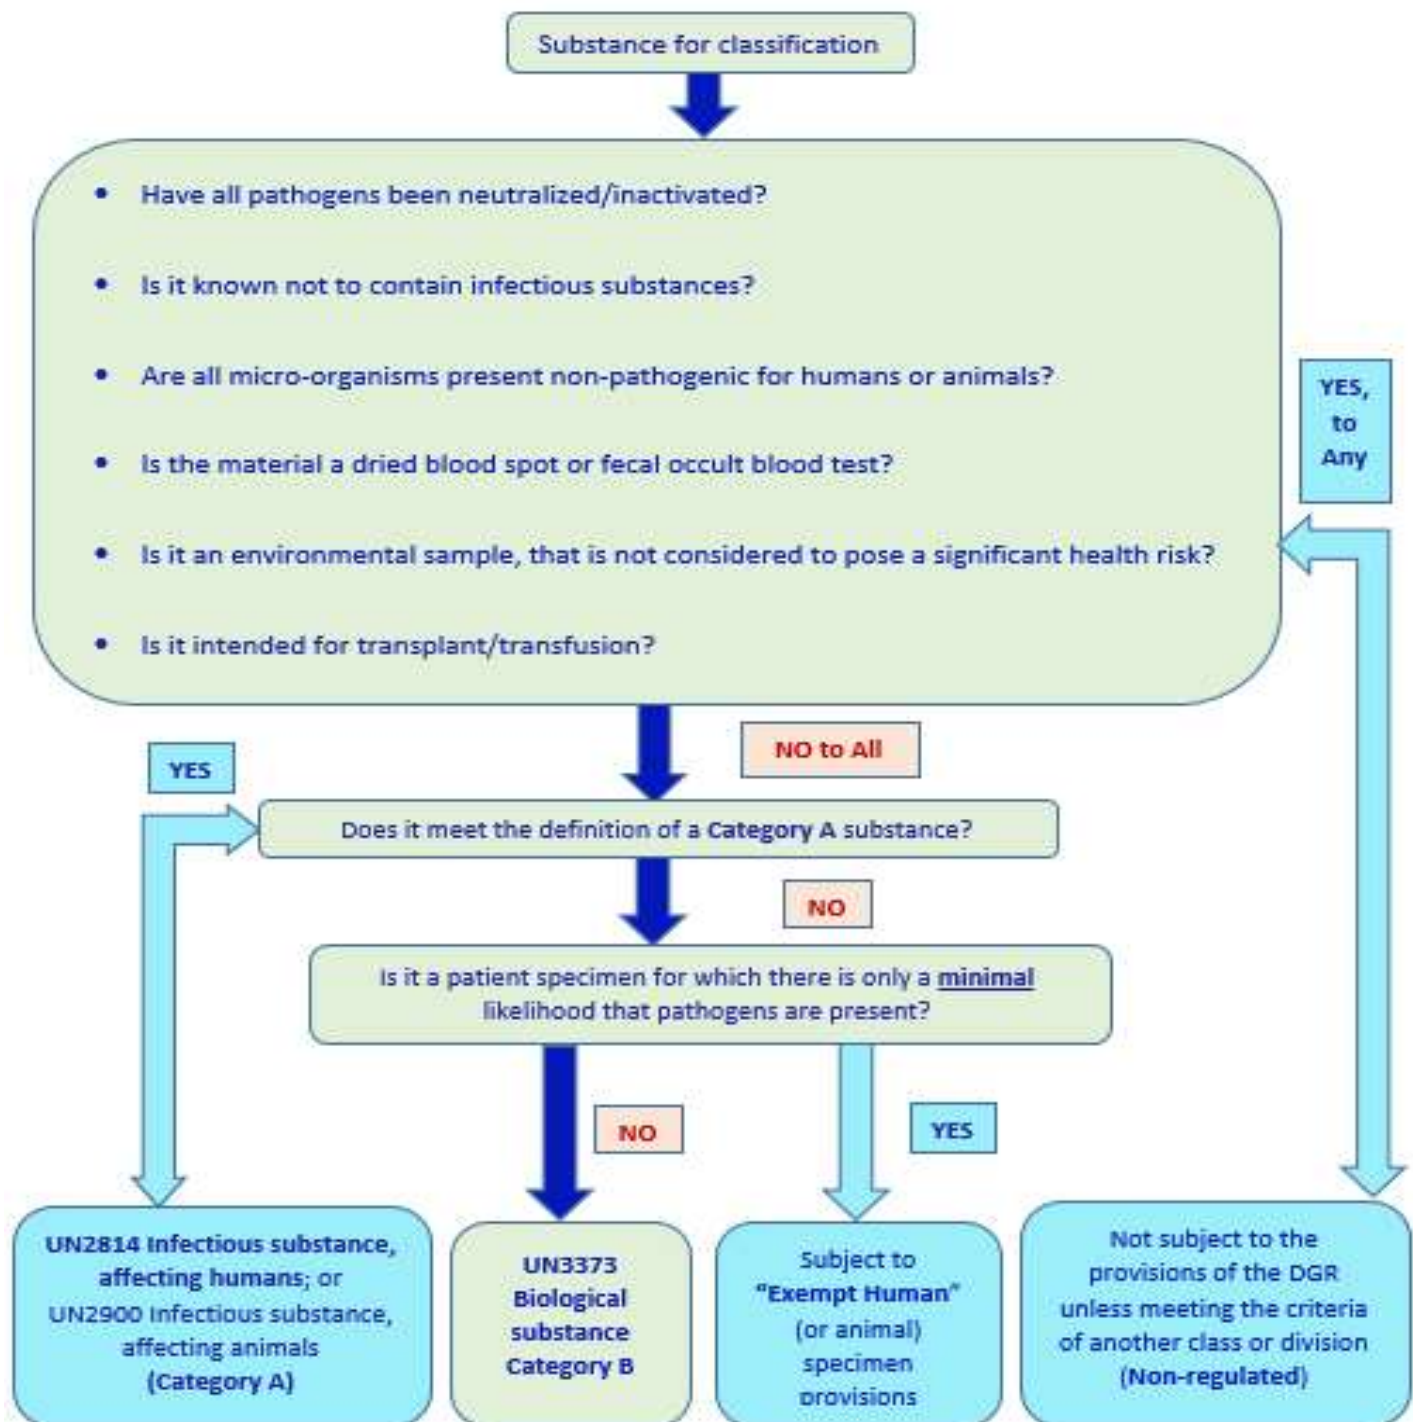 Substance for classification
• Have all pathogens been neutralized/inactivated?
• Is it known not to contain infectious substances?
• Are all micro-organisms present non-pathogenic for humans or animals?
• Is the material a dried blood spot or fecal occult blood test?
• Is it an environmental sample, that is not considered to pose a significant health risk?
• Is it intended for transplant/transfusion?
YES,
to
Any
NO to All
YES
Does it meet the definition of a Category A substance?
NO
Is it a patient specimen for which there is only a minimal
likelihood that pathogens are present?
NO
YES
UN2814 Infectious substance,
affecting humans; or
UN2900 Infectious substance,
affecting animals
(Category A)
UN3373
Biological
substance
Category B
Subject to
"Exempt Human"
(or animal)
specimen
provisions
Not subject to the
provisions of the DGR
unless meeting the criteria
of another class or division
(Non-regulated)